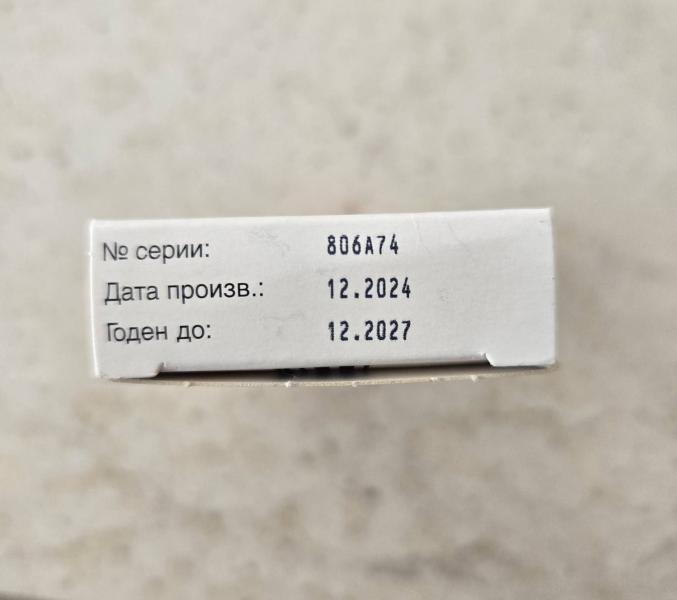 № серии: 806A74
Дата произв.: 12.2024
Годен до: 12.2027